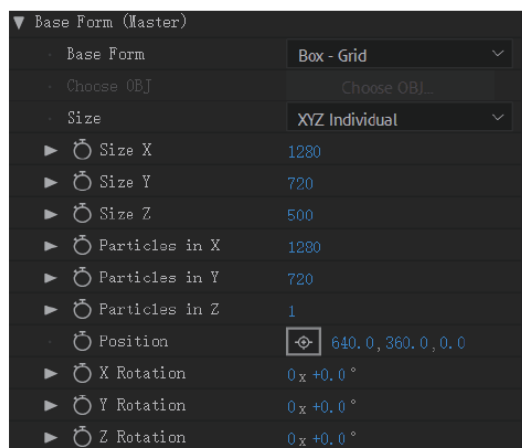 Base Form (Master)
Base Form Box - Grid
Choose OBJ Choose OBJ...
Size XYZ Individual
Size X 1280
Size Y 720
Size Z 500
Particles in X 1280
Particles in Y 720
Particles in Z 1
Position 640.0,360.0,0.0
X Rotation 0x+0.0°
Y Rotation 0x+0.0°
Z Rotation 0x+0.0°